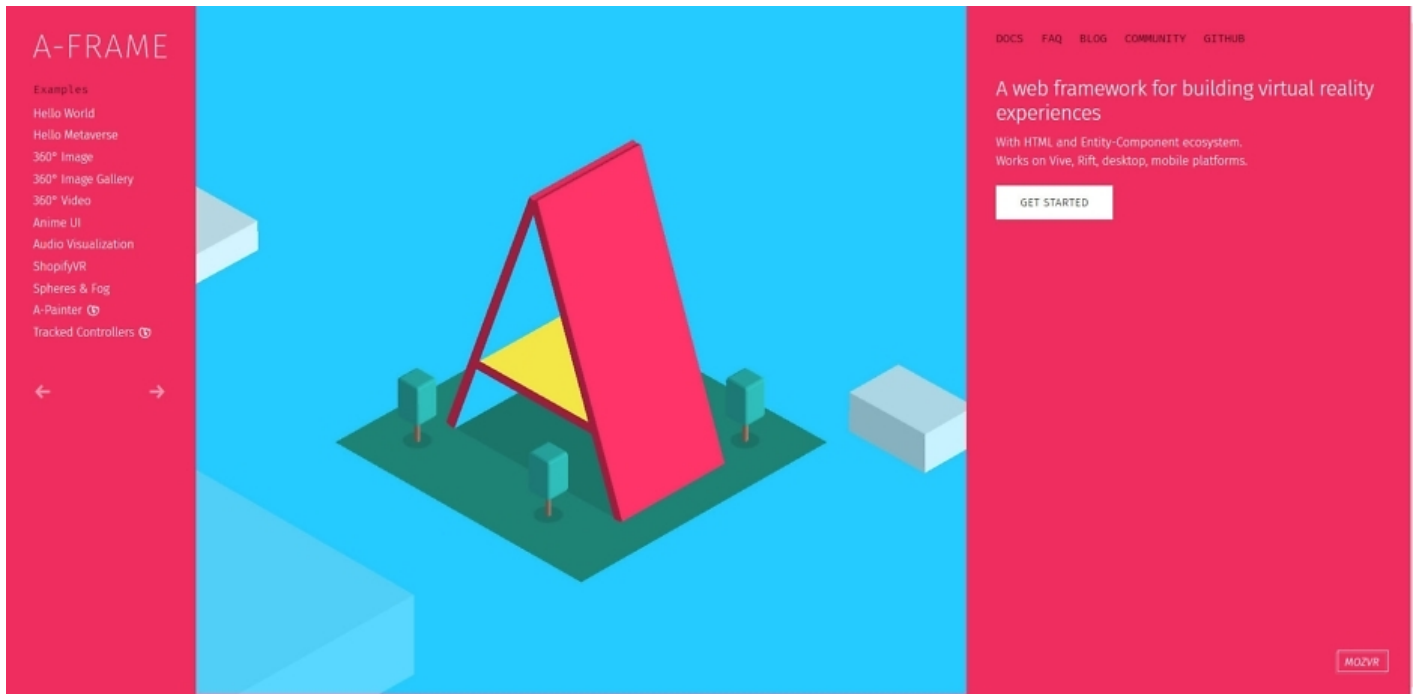 A-FRAME
Examples
Hello World
Hello Metaverse
360° Image
360° Image Gallery
360° Video
Anime UI
Audio Visualization
ShopifyVR
Spheres & Fog
A-Painter
Tracked Controllers
DOCS FAQ BLOG COMMUNITY GITHUB
A web framework for building virtual reality
experiences
With HTML and Entity-Component ecosystem.
Works on Vive, Rift, desktop, mobile platforms.
GET STARTED
MOZVR